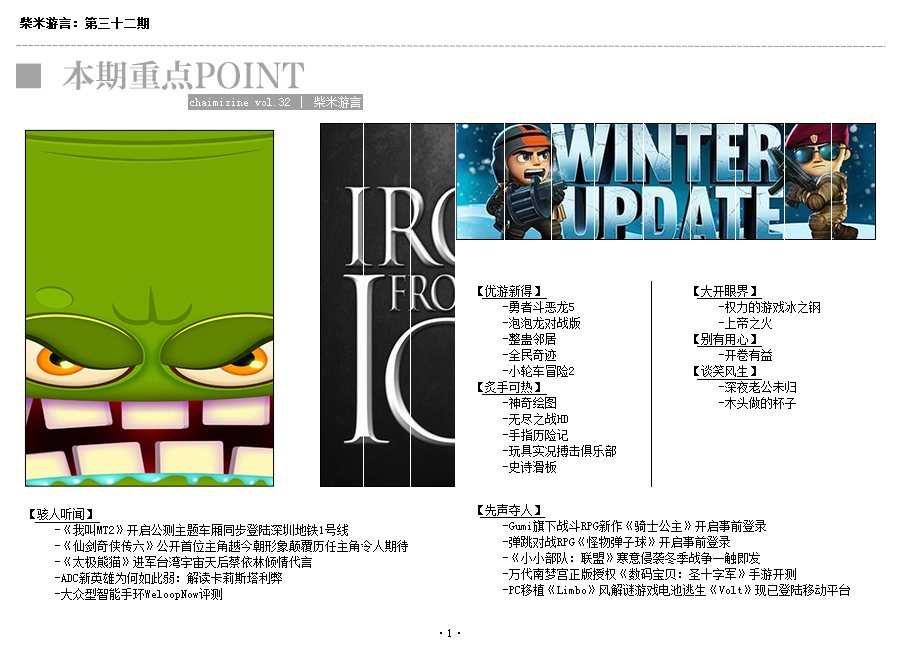 柴米游言：第三十二期
本期重点POINT
chaimizine vol.32 | 柴米游言
IRO
FRO
IC
WINTER
UPDATE
【优游新得】
-勇者斗恶龙5
-泡泡龙对战版
-整蛊邻居
-全民奇迹
-小轮车冒险2
【炙手可热】
-神奇绘图
-无尽之战HD
-手指历险记
-玩具实况搏击俱乐部
-史诗滑板
【大开眼界】
-权力的游戏冰之钢
-上帝之火
【别有用心】
-开卷有益
【谈笑风生】
-深夜老公未归
-木头做的杯子
【骇人听闻】
-《我叫MT2》开启公测主题车厢同步登陆深圳地铁1号线
-《仙剑奇侠传六》公开首位主角越今朝形象颠覆历任主角令人期待
-《太极熊猫》进军台湾宇宙天后蔡依林倾情代言
-ADC新英雄为何如此弱：解读卡莉斯塔利弊
-大众型智能手环WeloopNow评测
【先声夺人】
-Gumi旗下战斗RPG新作《骑士公主》开启事前登录
-弹跳对战RPG《怪物弹子球》开启事前登录
-《小小部队：联盟》寒意侵袭冬季战争一触即发
-万代南梦宫正版授权《数码宝贝：圣十字军》手游开测
-PC移植《Limbo》风解谜游戏电池逃生《Volt》现已登陆移动平台
·1·